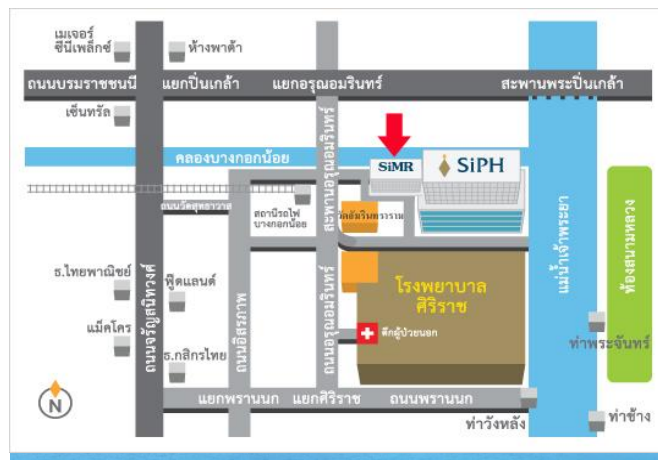 เมเจอร์
ซีนีเพล็กซ์
ห้างพาต้า
ถนนบรมราชชนนี
แยกปิ่นเกล้า
แยกอรุณอมรินทร์
สะพานพระปิ่นเกล้า
เซ็นทรัล
คลองบางกอกน้อย
สะพานอรุณอมรินทร์
SiMR
SiPH
ถนนวัดสุทธาวาส
สถานีรถไฟ
บางกอกน้อย
วัดอัมรินทราราม
แม่น้ำเจ้าพระยา
ท้องสนามหลวง
ธ.ไทยพาณิชย์
ฟู๊ดแลนด์
ถนนจรัญสนิทวงศ์
ถนนอิสรภาพ
ถนนอรุณอมรินทร์
โรงพยาบาล
ศิริราช
แม็คโคร
ตึกผู้ป่วยนอก
ท่าพระจันทร์
ธ.กสิกรไทย
N
แยกพรานนก
แยกศิริราช
ถนนพรานนก
ท่าวังหลัง
ท่าช้าง